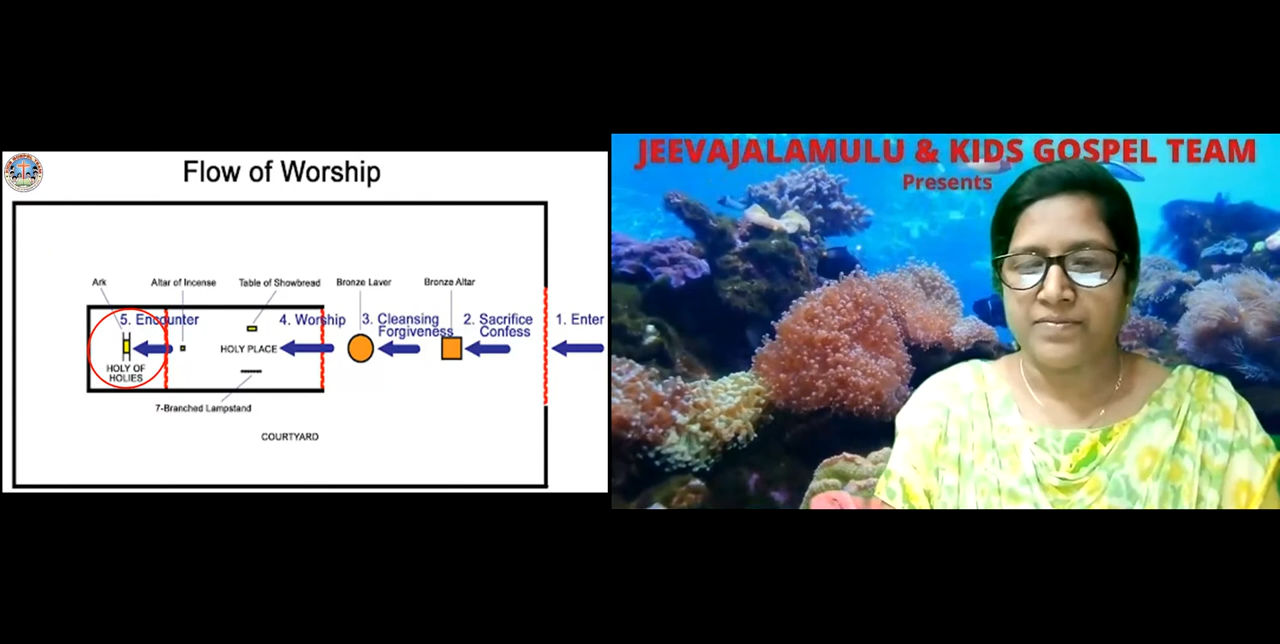 Flow of Worship
Ark
Altar of Incense
Table of Showbread
Bronze Laver
Bronze Altar
5. Encounter
4. Worship
3. Cleansing
Forgiveness
2. Sacrifice
Confess
1. Enter
HOLY PLACE
HOLY OF
HOLIES
7-Branched Lampstand
COURTYARD
JEEVAJALAMULU & KIDS GOSPEL TEAM
Presents